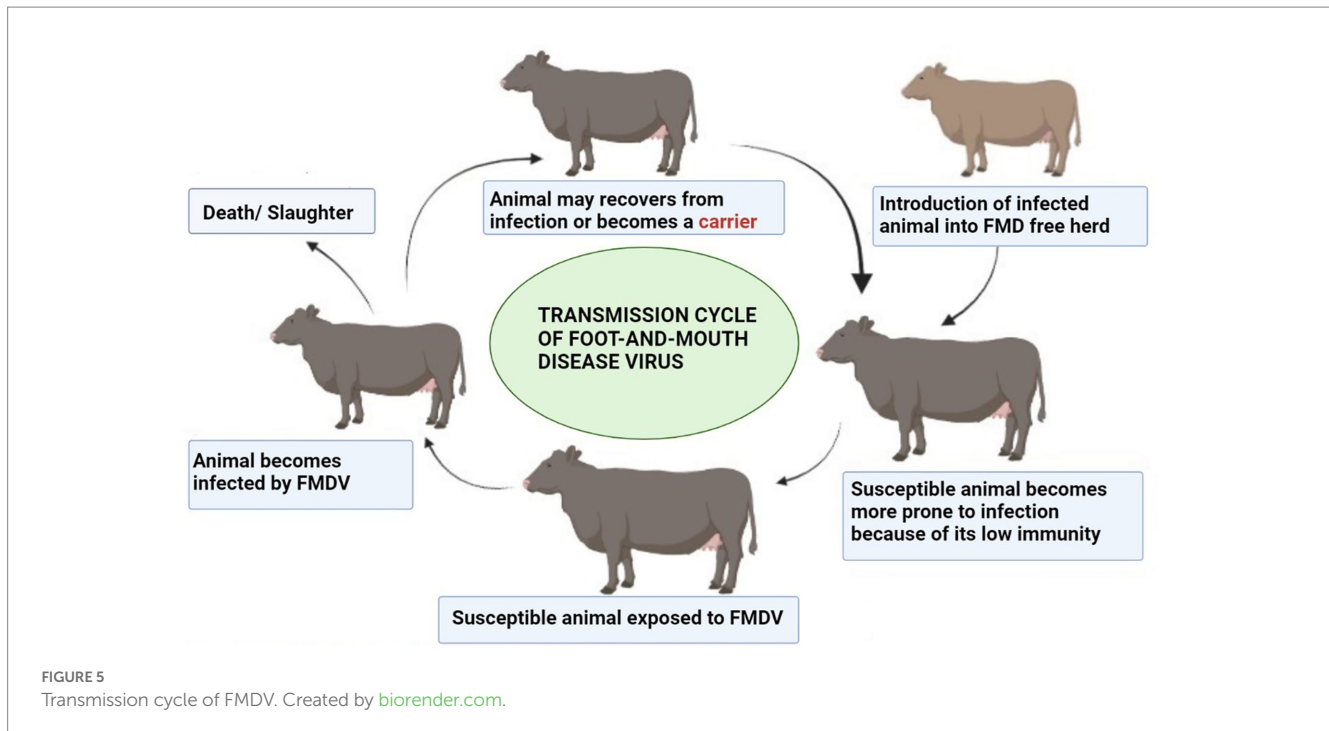 Animal may recovers from
infection or becomes a carrier
Introduction of infected
animal into FMD free herd
Death/ Slaughter
TRANSMISSION CYCLE
OF FOOT-AND-MOUTH
DISEASE VIRUS
Animal becomes
infected by FMDV
Susceptible animal becomes
more prone to infection
because of its low immunity
Susceptible animal exposed to FMDV
FIGURE 5
Transmission cycle of FMDV. Created by biorender.com.